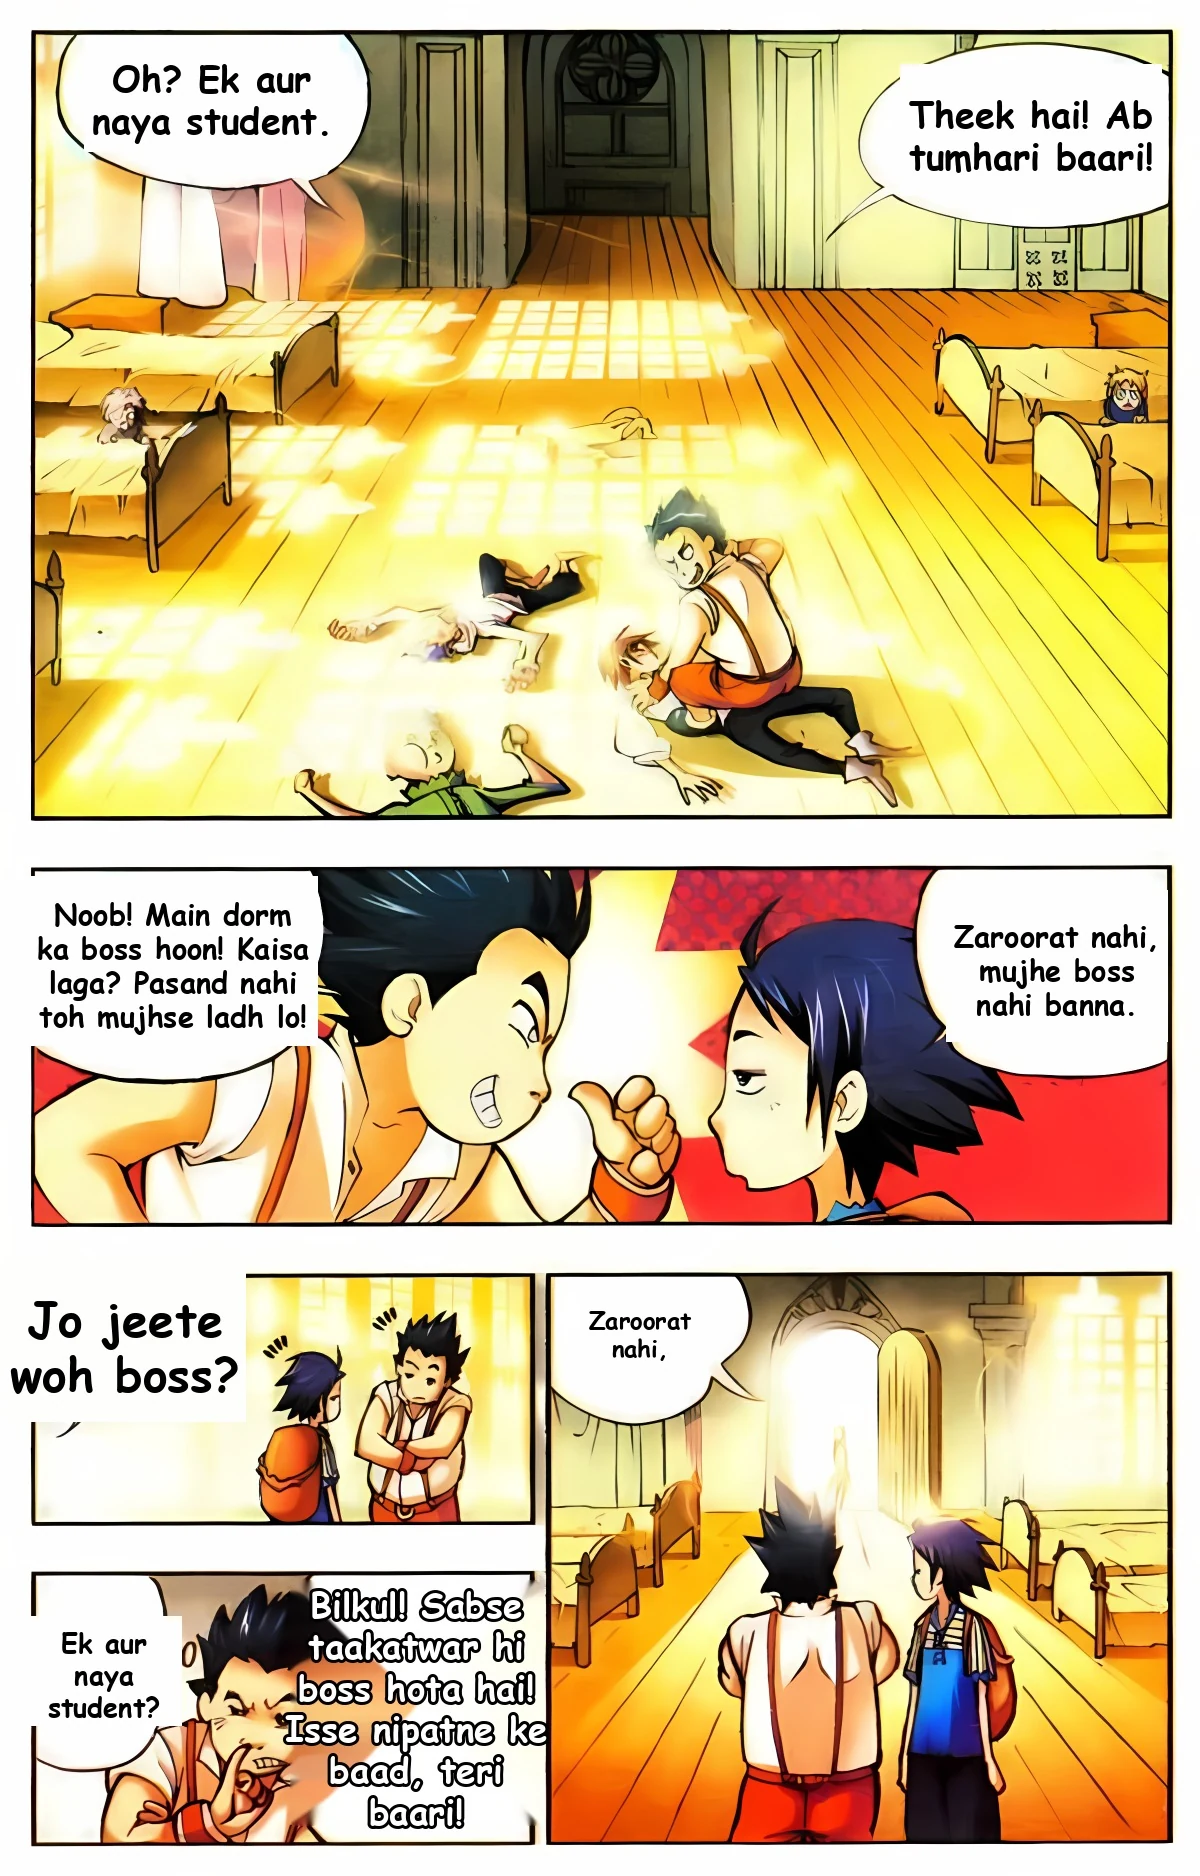 Oh? Ek aur
naya student.
Theek hai! Ab
tumhari baari!
Noob! Main dorm
ka boss hoon! Kaisa
laga? Pasand nahi
toh mujhse ladh lo!
Zaroorat nahi,
mujhe boss
nahi banna.
Jo jeete
woh boss?
Zaroorat
nahi,
Ek aur
naya
student?
Bilkul! Sabse
taakatwar hi
boss hota hai!
Isse nipatne ke
baad, teri
baari!